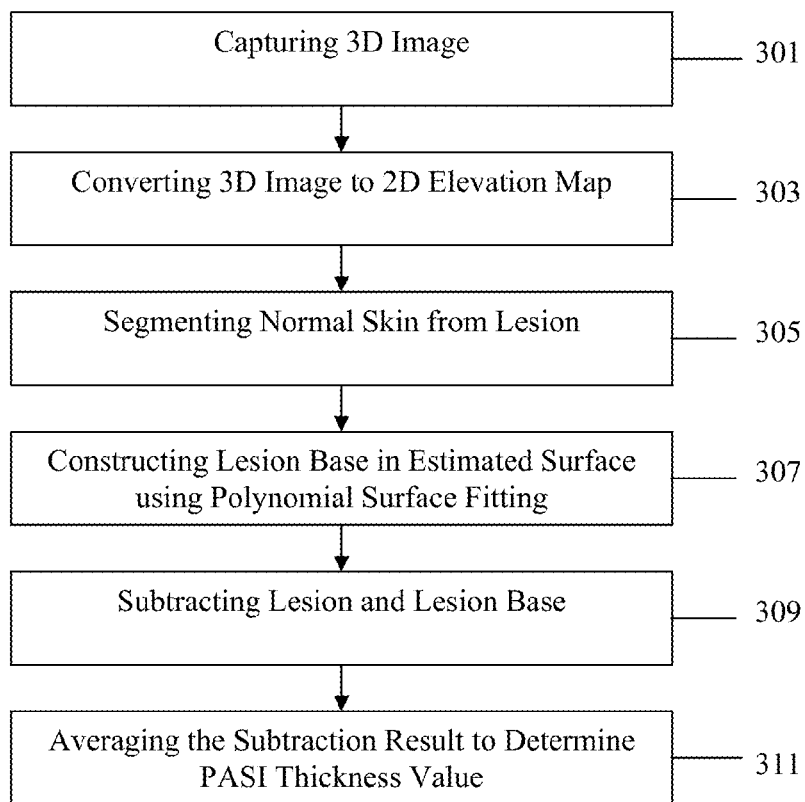 Capturing 3D Image
301
Converting 3D Image to 2D Elevation Map
303
Segmenting Normal Skin from Lesion
305
Constructing Lesion Base in Estimated Surface
using Polynomial Surface Fitting
307
Subtracting Lesion and Lesion Base
309
Averaging the Subtraction Result to Determine
PASI Thickness Value
311